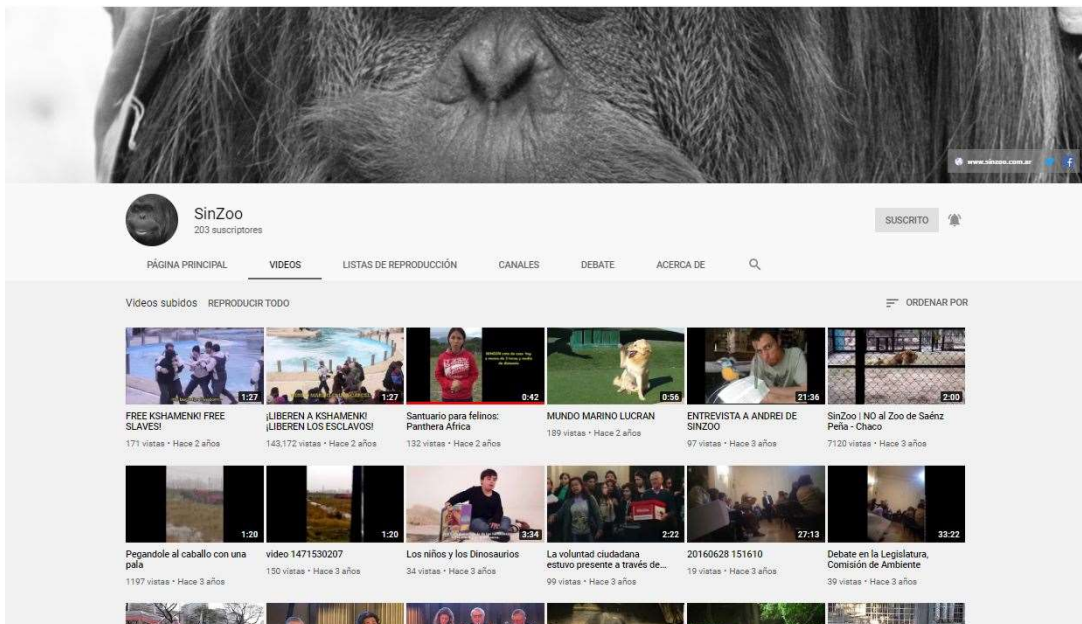 www.sinzoo.com.ar
SinZoo
203 suscriptores
SUSCRITO
PÁGINA PRINCIPAL VIDEOS LISTAS DE REPRODUCCIÓN CANALES DEBATE ACERCA DE
Vídeos subidos REPRODUCIR TODO ORDENAR POR
1:27 1:27 0:42 0:56 21:36 2:00
FREE KSHAMENK! FREE SLAVES!
171 vistas • Hace 2 años
¡LIBEREN A KSHAMENK! ¡LIBEREN LOS ESCLAVOS!
143,172 vistas • Hace 2 años
Santuario para felinos: Panthera Africa
132 vistas • Hace 2 años
MUNDO MARINO LUCRAN
189 vistas • Hace 2 años
ENTREVISTA A ANDREI DE SINZOO
97 vistas • Hace 3 años
SinZoo | NO al Zoo de Saénz Peña - Chaco
7120 vistas • Hace 3 años
1:20 1:20 3:34 2:22 27:13 33:22
Pegandole al caballo con una pala
1197 vistas • Hace 3 años
video 1471530207
150 vistas • Hace 3 años
Los niños y los Dinosaurios
34 vistas • Hace 3 años
La voluntad ciudadana estuvo presente a través de...
99 vistas • Hace 3 años
20160628 151610
19 vistas • Hace 3 años
Debate en la Legislatura, Comisión de Ambiente
39 vistas • Hace 3 años